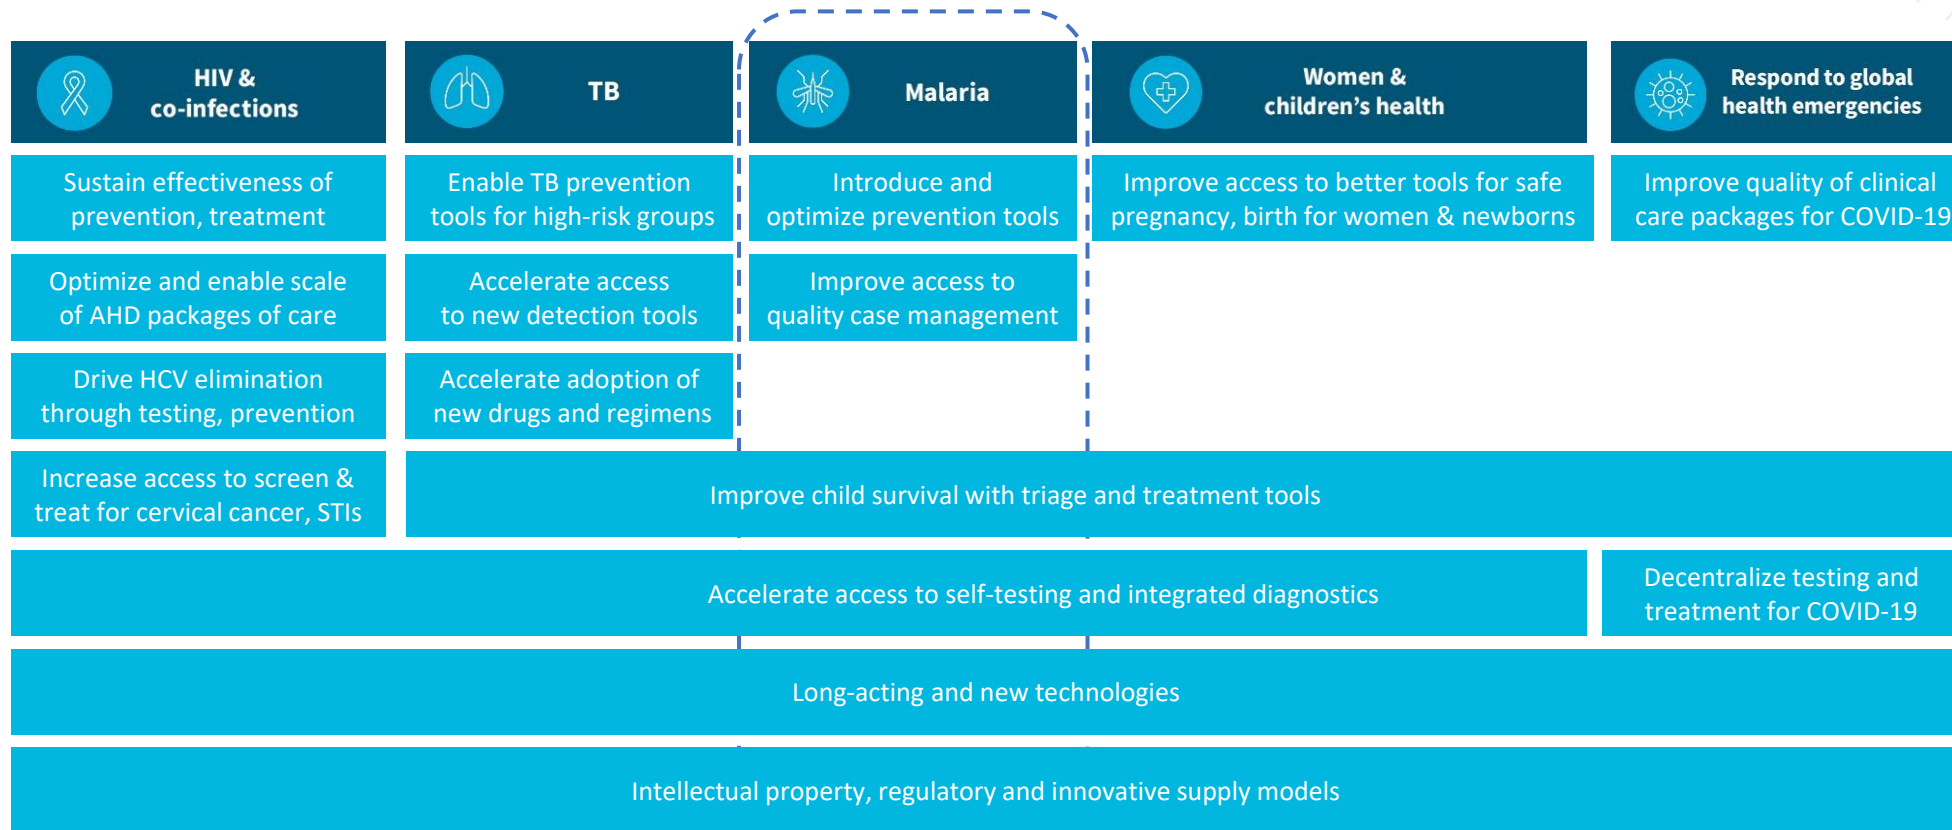 HIV &
co-infections
TB
Malaria
Women &
children's health
Respond to global
health emergencies
Sustain effectiveness of
prevention, treatment
Enable TB prevention
tools for high-risk groups
Introduce and
optimize prevention tools
Improve access to better tools for safe
pregnancy, birth for women & newborns
Improve quality of clinical
care packages for COVID-19
Optimize and enable scale
of AHD packages of care
Accelerate access
to new detection tools
Improve access to
quality case management
Drive HCV elimination
through testing, prevention
Accelerate adoption of
new drugs and regimens
Increase access to screen &
treat for cervical cancer, STIs
Improve child survival with triage and treatment tools
Accelerate access to self-testing and integrated diagnostics
Decentralize testing and
treatment for COVID-19
Long-acting and new technologies
Intellectual property, regulatory and innovative supply models